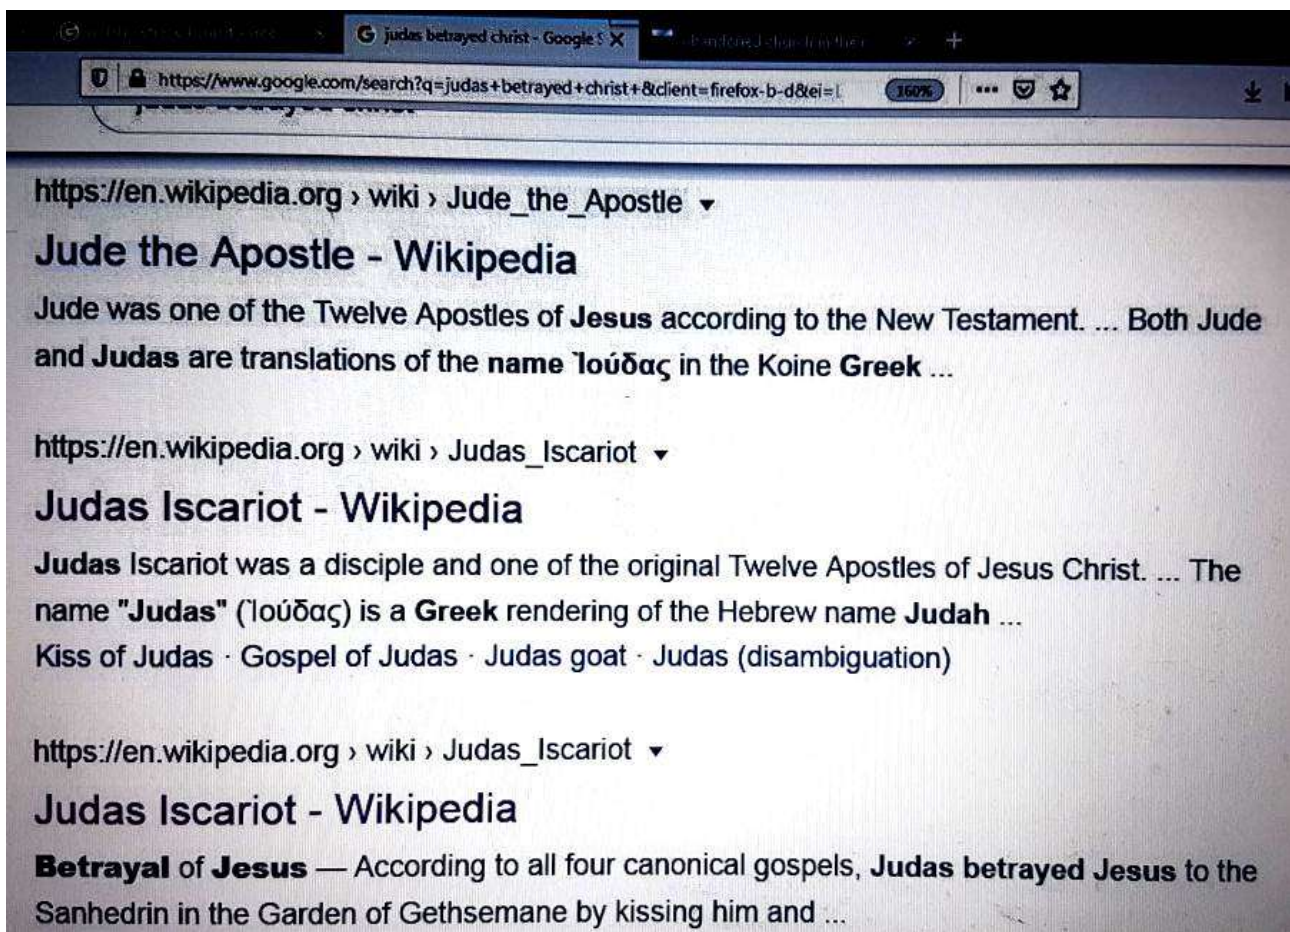 judas betrayed christ - Google S
https://www.google.com/search?q=judas+betrayed+christ+&client=firefox-b-d&ei=
160%
https://en.wikipedia.org › wiki › Jude_the_Apostle
Jude the Apostle - Wikipedia
Jude was one of the Twelve Apostles of Jesus according to the New Testament. ... Both Jude
and Judas are translations of the name Ἰούδας in the Koine Greek ...
https://en.wikipedia.org › wiki › Judas_Iscariot
Judas Iscariot - Wikipedia
Judas Iscariot was a disciple and one of the original Twelve Apostles of Jesus Christ. ... The
name "Judas" (Ἰούδας) is a Greek rendering of the Hebrew name Judah ...
Kiss of Judas · Gospel of Judas · Judas goat · Judas (disambiguation)
https://en.wikipedia.org › wiki › Judas_Iscariot
Judas Iscariot - Wikipedia
Betrayal of Jesus — According to all four canonical gospels, Judas betrayed Jesus to the
Sanhedrin in the Garden of Gethsemane by kissing him and ...